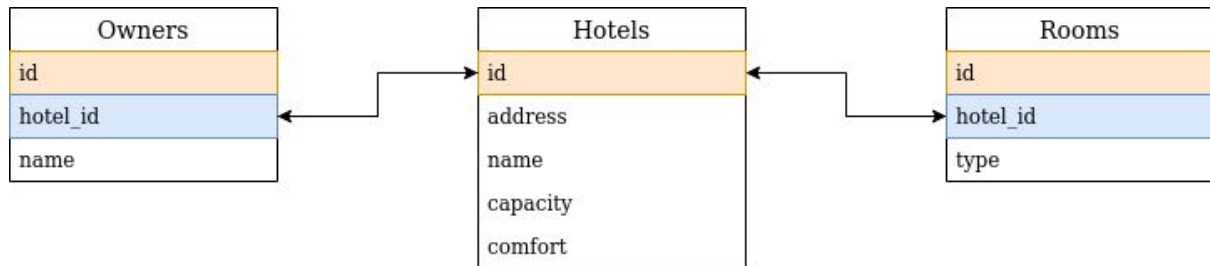 Owners
id
hotel_id
name
Hotels
id
address
name
capacity
comfort
Rooms
id
hotel_id
type